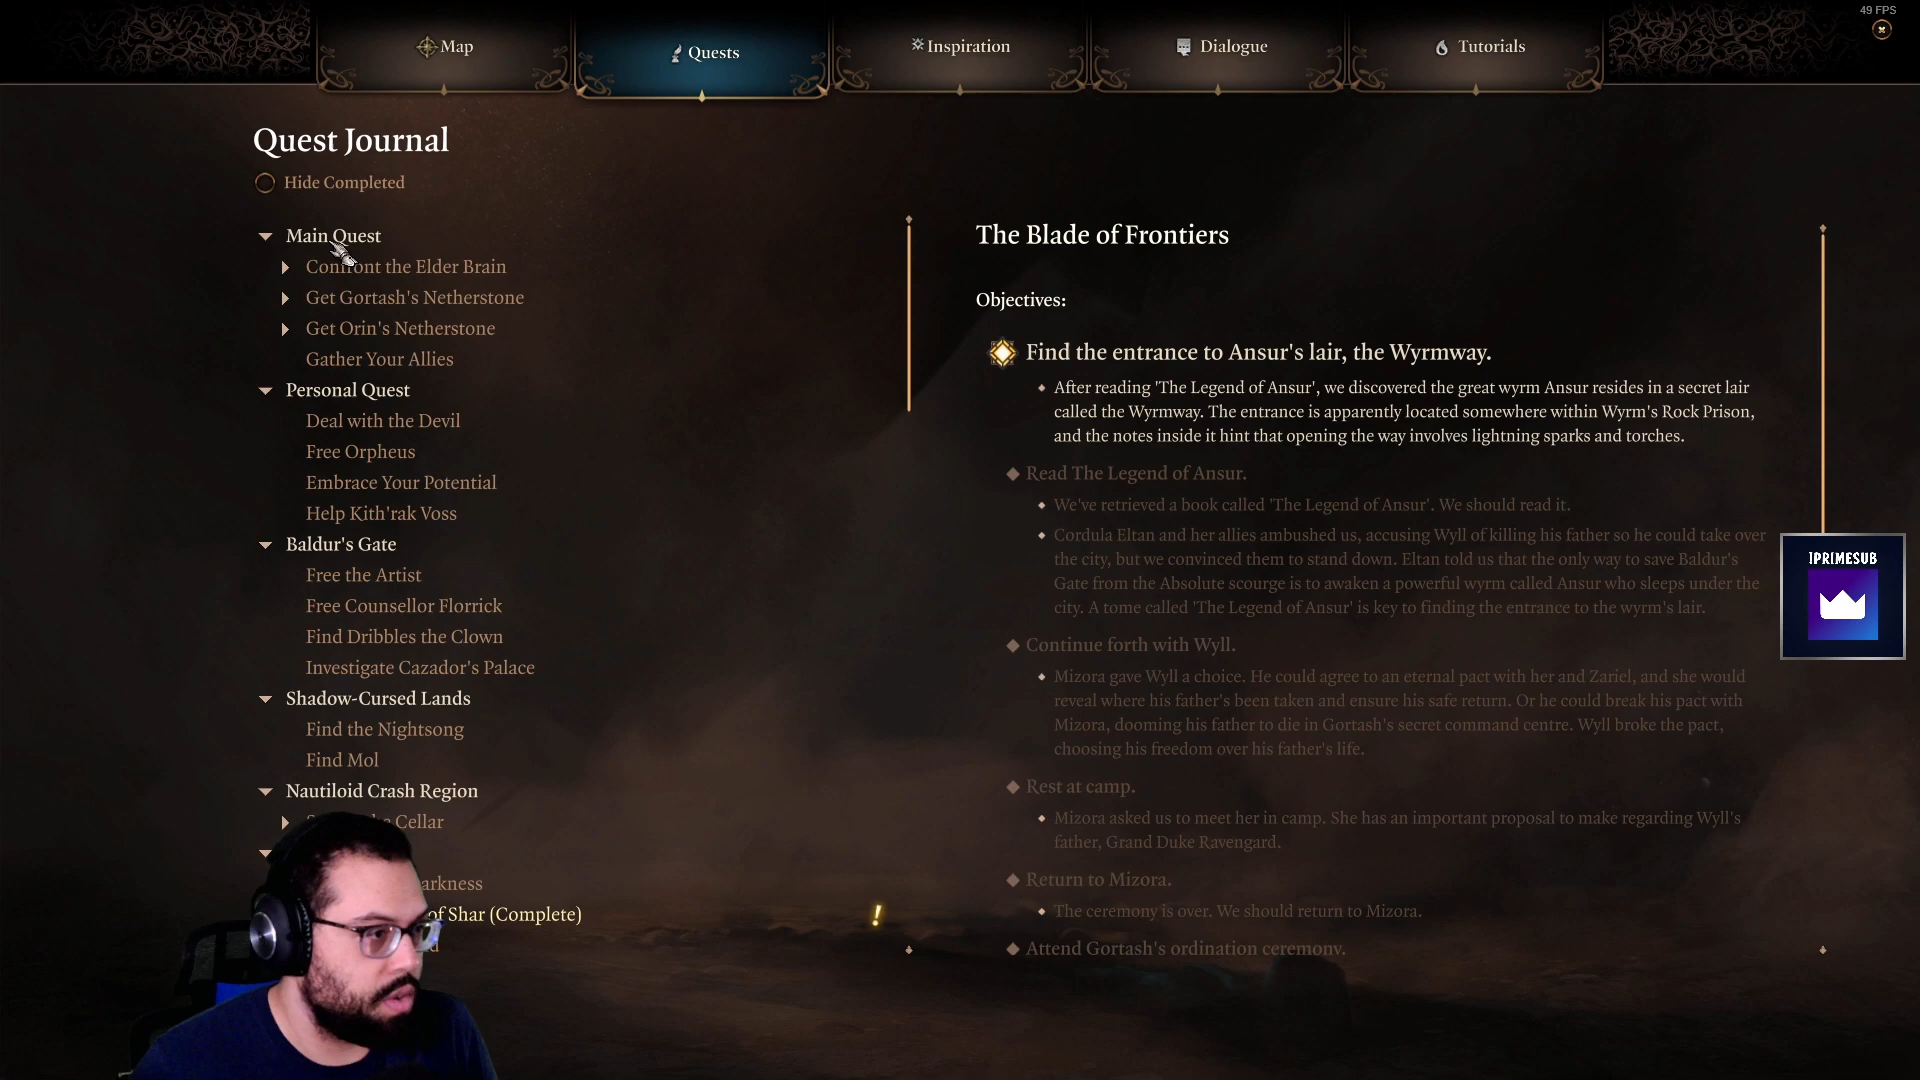 49 FPS
Map
Quests
Inspiration
Dialogue
Tutorials
Quest Journal
Hide Completed
Main Quest
Confront the Elder Brain
Get Gortash's Netherstone
Get Orin's Netherstone
Gather Your Allies
Personal Quest
Deal with the Devil
Free Orpheus
Embrace Your Potential
Help Kith'rak Voss
Baldur's Gate
Free the Artist
Free Counsellor Florrick
Find Dribbles the Clown
Investigate Cazador's Palace
Shadow-Cursed Lands
Find the Nightsong
Find Mol
Nautiloid Crash Region
Cellar
arkness
of Shar (Complete)
The Blade of Frontiers
Objectives:
Find the entrance to Ansur's lair, the Wyrmway.
After reading 'The Legend of Ansur', we discovered the great wyrm Ansur resides in a secret lair
called the Wyrmway. The entrance is apparently located somewhere within Wyrm's Rock Prison,
and the notes inside it hint that opening the way involves lightning sparks and torches.
Read The Legend of Ansur.
We've retrieved a book called 'The Legend of Ansur'. We should read it.
Cordula Eltan and her allies ambushed us, accusing Wyll of killing his father so he could take over
the city, but we convinced them to stand down. Eltan told us that the only way to save Baldur's
Gate from the Absolute scourge is to awaken a powerful wyrm called Ansur who sleeps under the
city. A tome called 'The Legend of Ansur' is key to finding the entrance to the wyrm's lair.
Continue forth with Wyll.
Mizora gave Wyll a choice. He could agree to an eternal pact with her and Zariel, and she would
reveal where his father's been taken and ensure his safe return. Or he could break his pact with
Mizora, dooming his father to die in Gortash's secret command centre. Wyll broke the pact,
choosing his freedom over his father's life.
Rest at camp.
Mizora asked us to meet her in camp. She has an important proposal to make regarding Wyll's
father, Grand Duke Ravengard.
Return to Mizora.
The ceremony is over. We should return to Mizora.
Attend Gortash's ordination ceremony.
1PRIMESUB